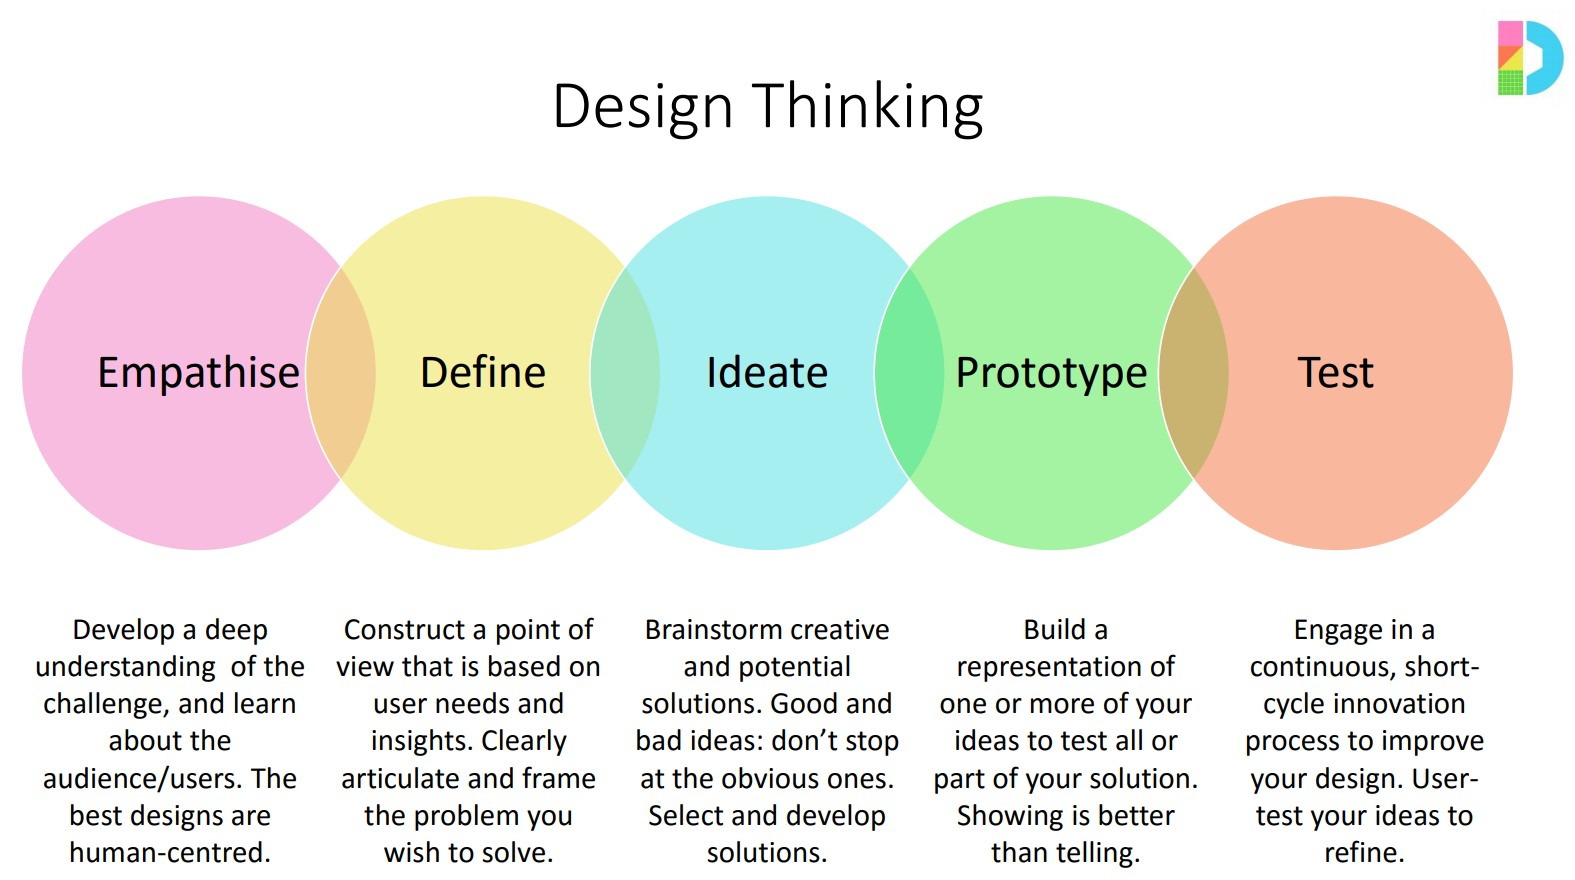 Design Thinking
Empathise
Define
Ideate
Prototype
Test
Develop a deep
understanding  of the
challenge, and learn
about the
audience/users. The
best designs are
human-centred.
Construct a point of
view that is based on
user needs and
insights. Clearly
articulate and frame
the problem you
wish to solve.
Brainstorm creative
and potential
solutions. Good and
bad ideas: don’t stop
at the obvious ones.
Select and develop
solutions.
Build a
representation of
one or more of your
ideas to test all or
part of your solution.
Showing is better
than telling.
Engage in a
continuous, short-
cycle innovation
process to improve
your design. User-
test your ideas to
refine.